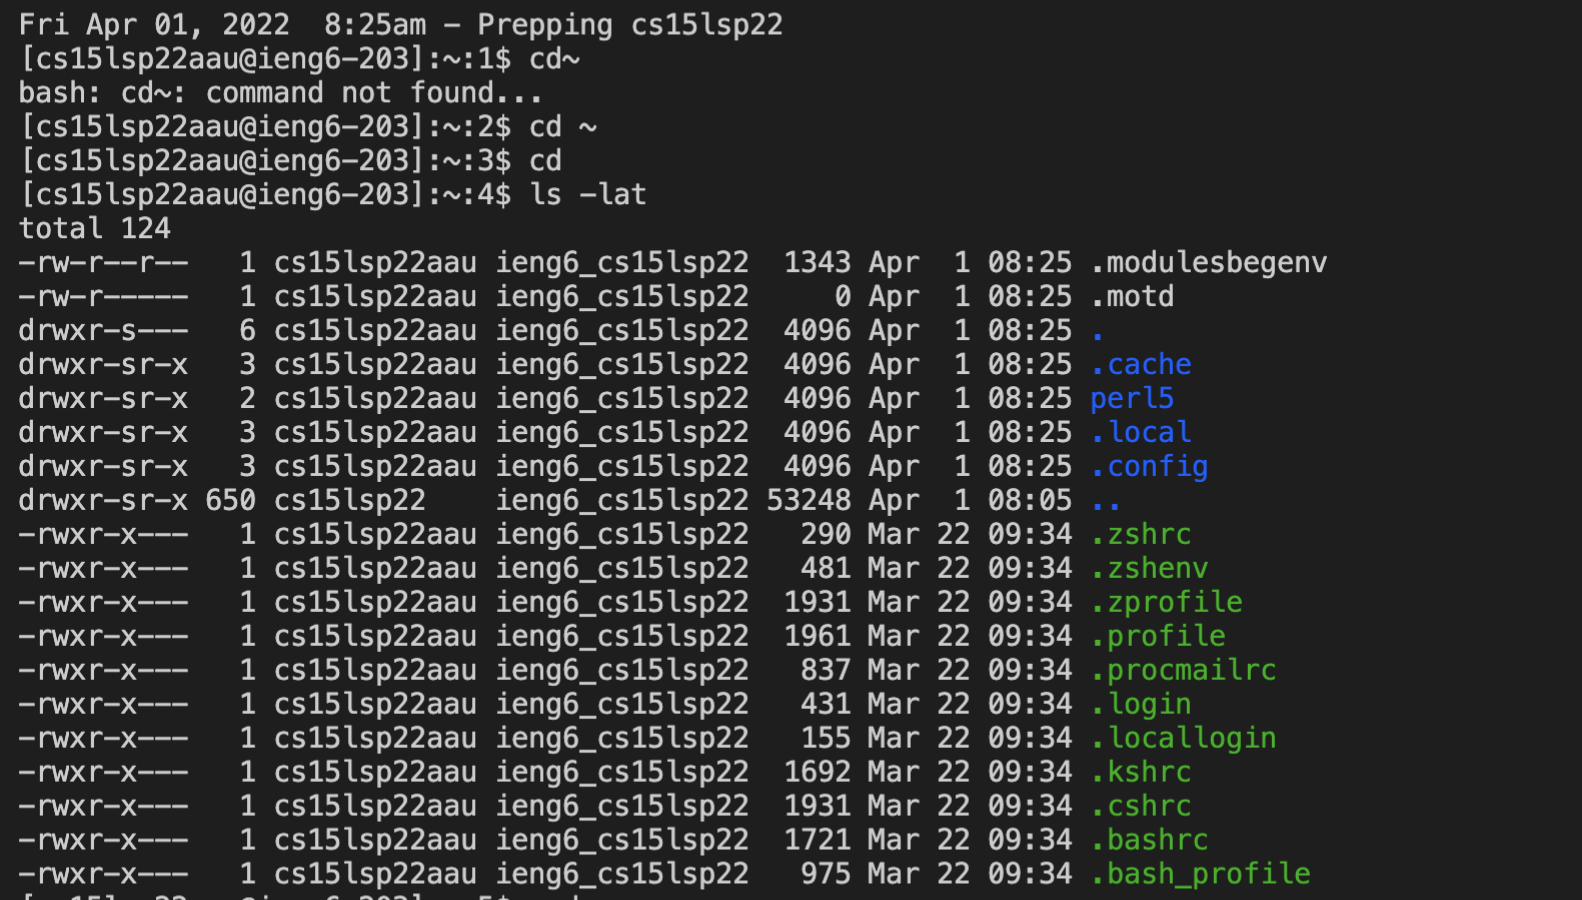 Fri Apr 01, 2022  8:25am - Prepping cs15lsp22
[cs15lsp22aau@ieng6-203]:~:1$ cd~
bash: cd~: command not found...
[cs15lsp22aau@ieng6-203]:~:2$ cd ~
[cs15lsp22aau@ieng6-203]:~:3$ cd
[cs15lsp22aau@ieng6-203]:~:4$ ls -lat
total 124
-rw-r--r--   1 cs15lsp22aau ieng6_cs15lsp22  1343 Apr  1 08:25 .modulesbegenv
-rw-r-----   1 cs15lsp22aau ieng6_cs15lsp22     0 Apr  1 08:25 .motd
drwxr-s---   6 cs15lsp22aau ieng6_cs15lsp22  4096 Apr  1 08:25 .
drwxr-sr-x   3 cs15lsp22aau ieng6_cs15lsp22  4096 Apr  1 08:25 .cache
drwxr-sr-x   2 cs15lsp22aau ieng6_cs15lsp22  4096 Apr  1 08:25 perl5
drwxr-sr-x   3 cs15lsp22aau ieng6_cs15lsp22  4096 Apr  1 08:25 .local
drwxr-sr-x   3 cs15lsp22aau ieng6_cs15lsp22  4096 Apr  1 08:25 .config
drwxr-sr-x 650 cs15lsp22    ieng6_cs15lsp22 53248 Apr  1 08:05 ..
-rwxr-x---   1 cs15lsp22aau ieng6_cs15lsp22   290 Mar 22 09:34 .zshrc
-rwxr-x---   1 cs15lsp22aau ieng6_cs15lsp22   481 Mar 22 09:34 .zshenv
-rwxr-x---   1 cs15lsp22aau ieng6_cs15lsp22  1931 Mar 22 09:34 .zprofile
-rwxr-x---   1 cs15lsp22aau ieng6_cs15lsp22  1961 Mar 22 09:34 .profile
-rwxr-x---   1 cs15lsp22aau ieng6_cs15lsp22   837 Mar 22 09:34 .procmailrc
-rwxr-x---   1 cs15lsp22aau ieng6_cs15lsp22   431 Mar 22 09:34 .login
-rwxr-x---   1 cs15lsp22aau ieng6_cs15lsp22   155 Mar 22 09:34 .locallogin
-rwxr-x---   1 cs15lsp22aau ieng6_cs15lsp22  1692 Mar 22 09:34 .kshrc
-rwxr-x---   1 cs15lsp22aau ieng6_cs15lsp22  1931 Mar 22 09:34 .cshrc
-rwxr-x---   1 cs15lsp22aau ieng6_cs15lsp22  1721 Mar 22 09:34 .bashrc
-rwxr-x---   1 cs15lsp22aau ieng6_cs15lsp22   975 Mar 22 09:34 .bash_profile